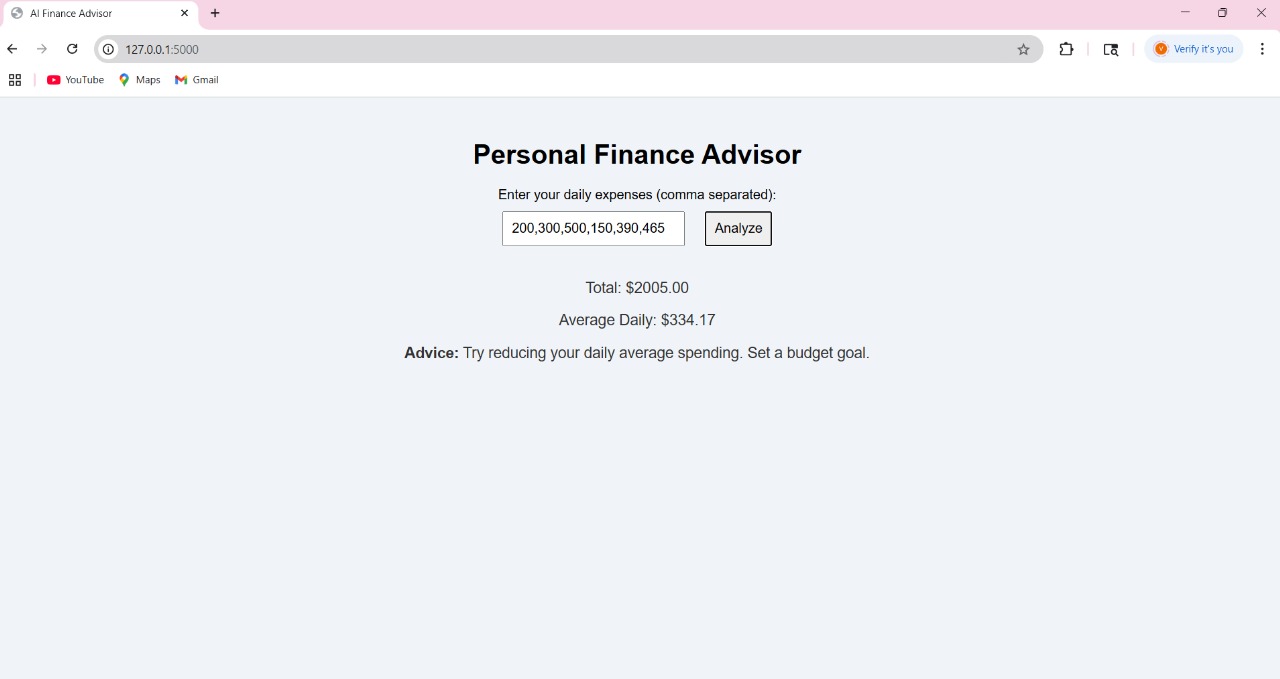 AI Finance Advisor
127.0.0.1:5000
Verify it's you
YouTube Maps Gmail
Personal Finance Advisor
Enter your daily expenses (comma separated):
200,300,500,150,390,465 Analyze
Total: $2005.00
Average Daily: $334.17
Advice: Try reducing your daily average spending. Set a budget goal.